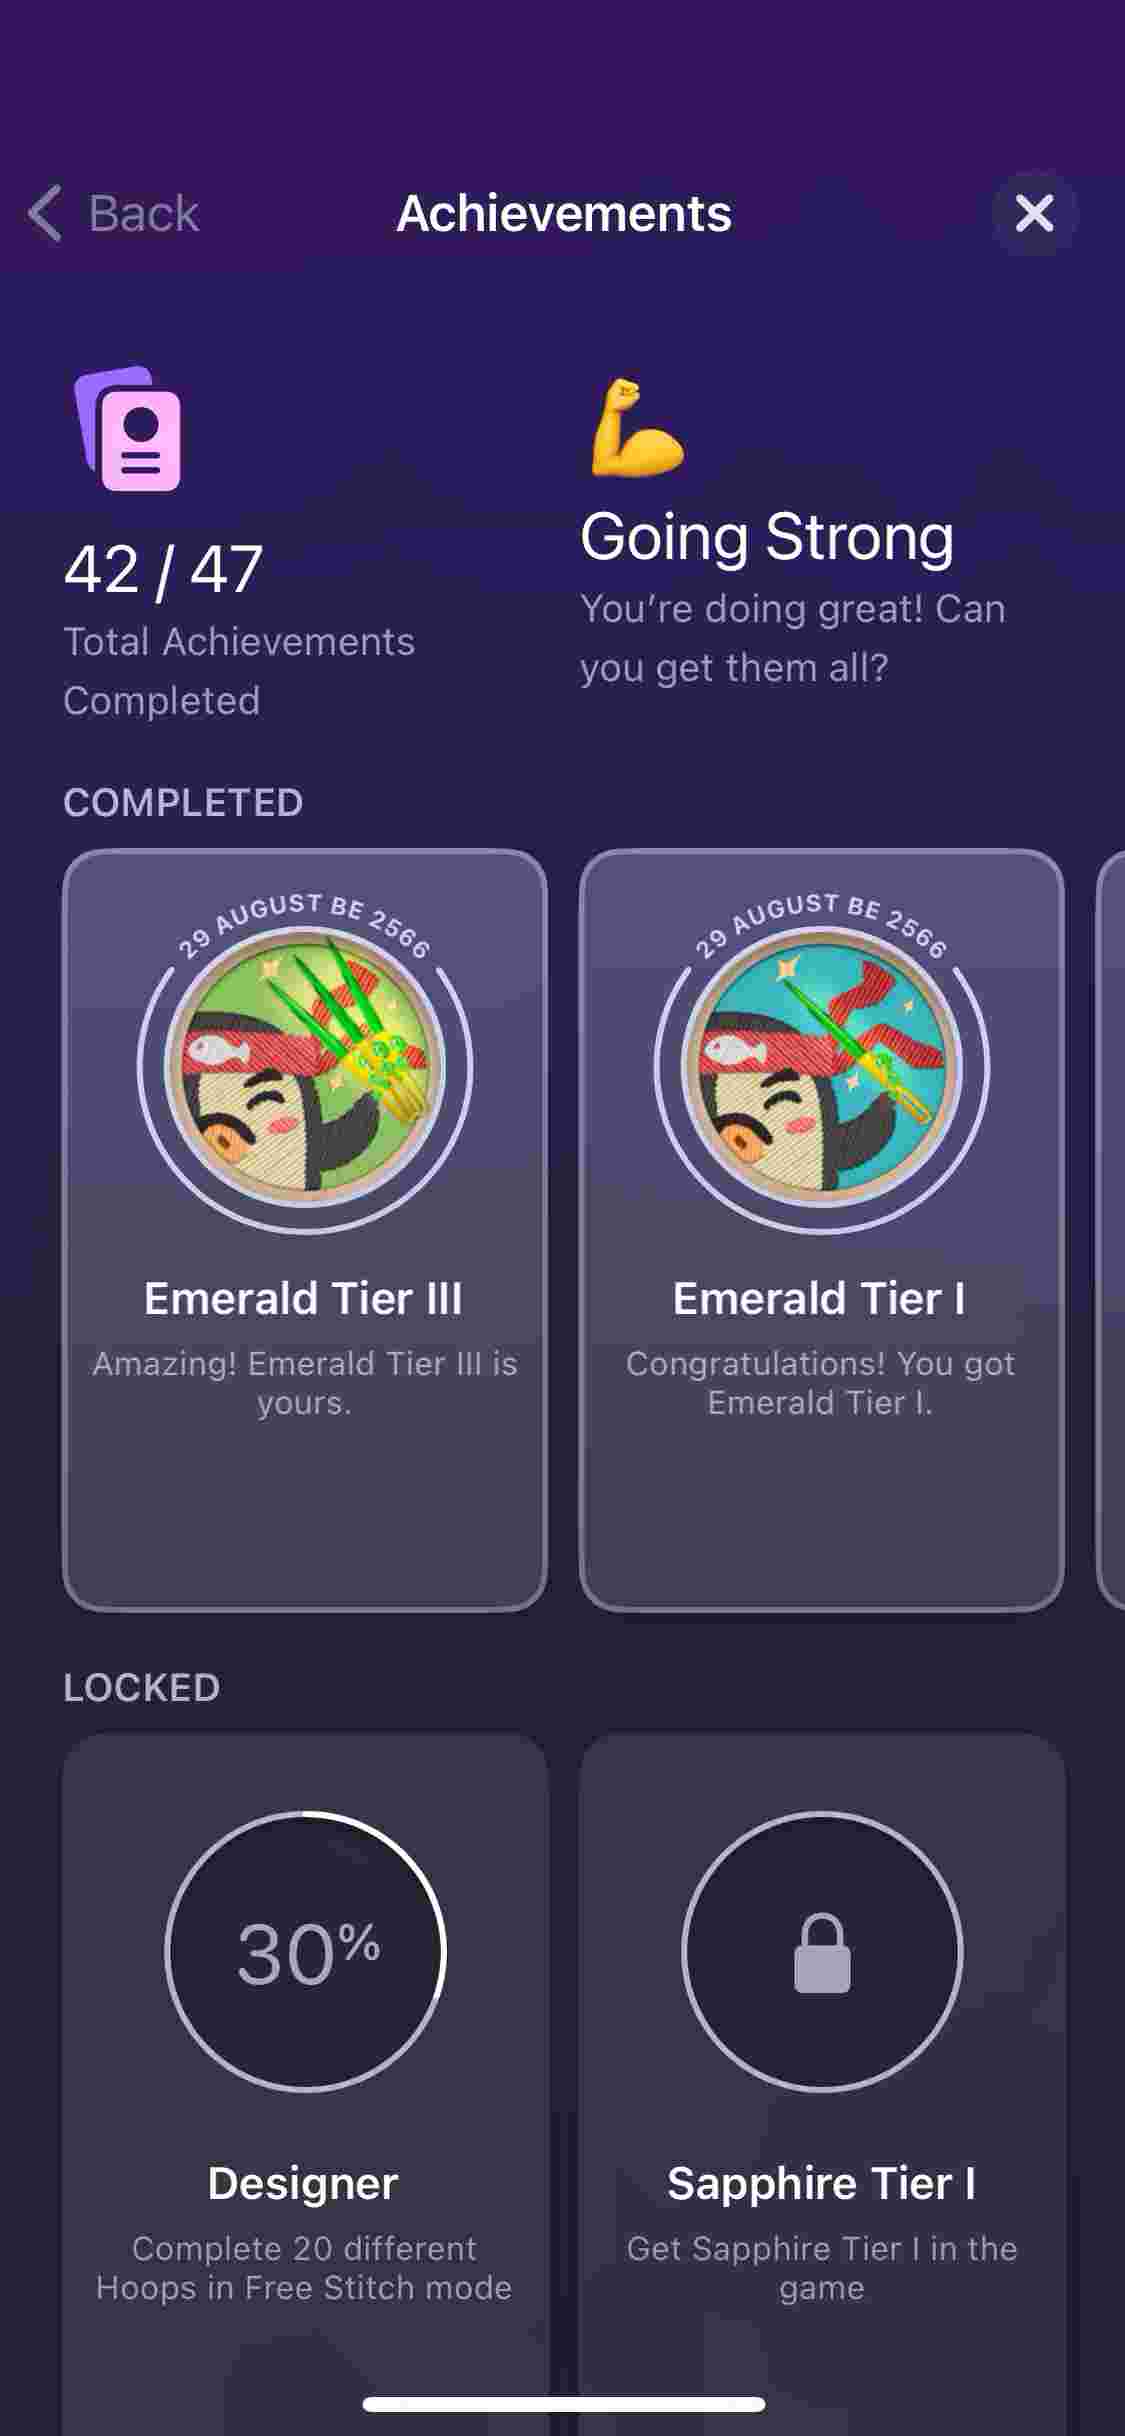 Back
Achievements
42 / 47
Total Achievements
Completed
Going Strong
You're doing great! Can
you get them all?
COMPLETED
29 AUGUST BE 2566
Emerald Tier III
Amazing! Emerald Tier III is
yours.
29 AUGUST BE 2566
Emerald Tier I
Congratulations! You got
Emerald Tier I.
LOCKED
30%
Designer
Complete 20 different
Hoops in Free Stitch mode
Sapphire Tier I
Get Sapphire Tier I in the
game